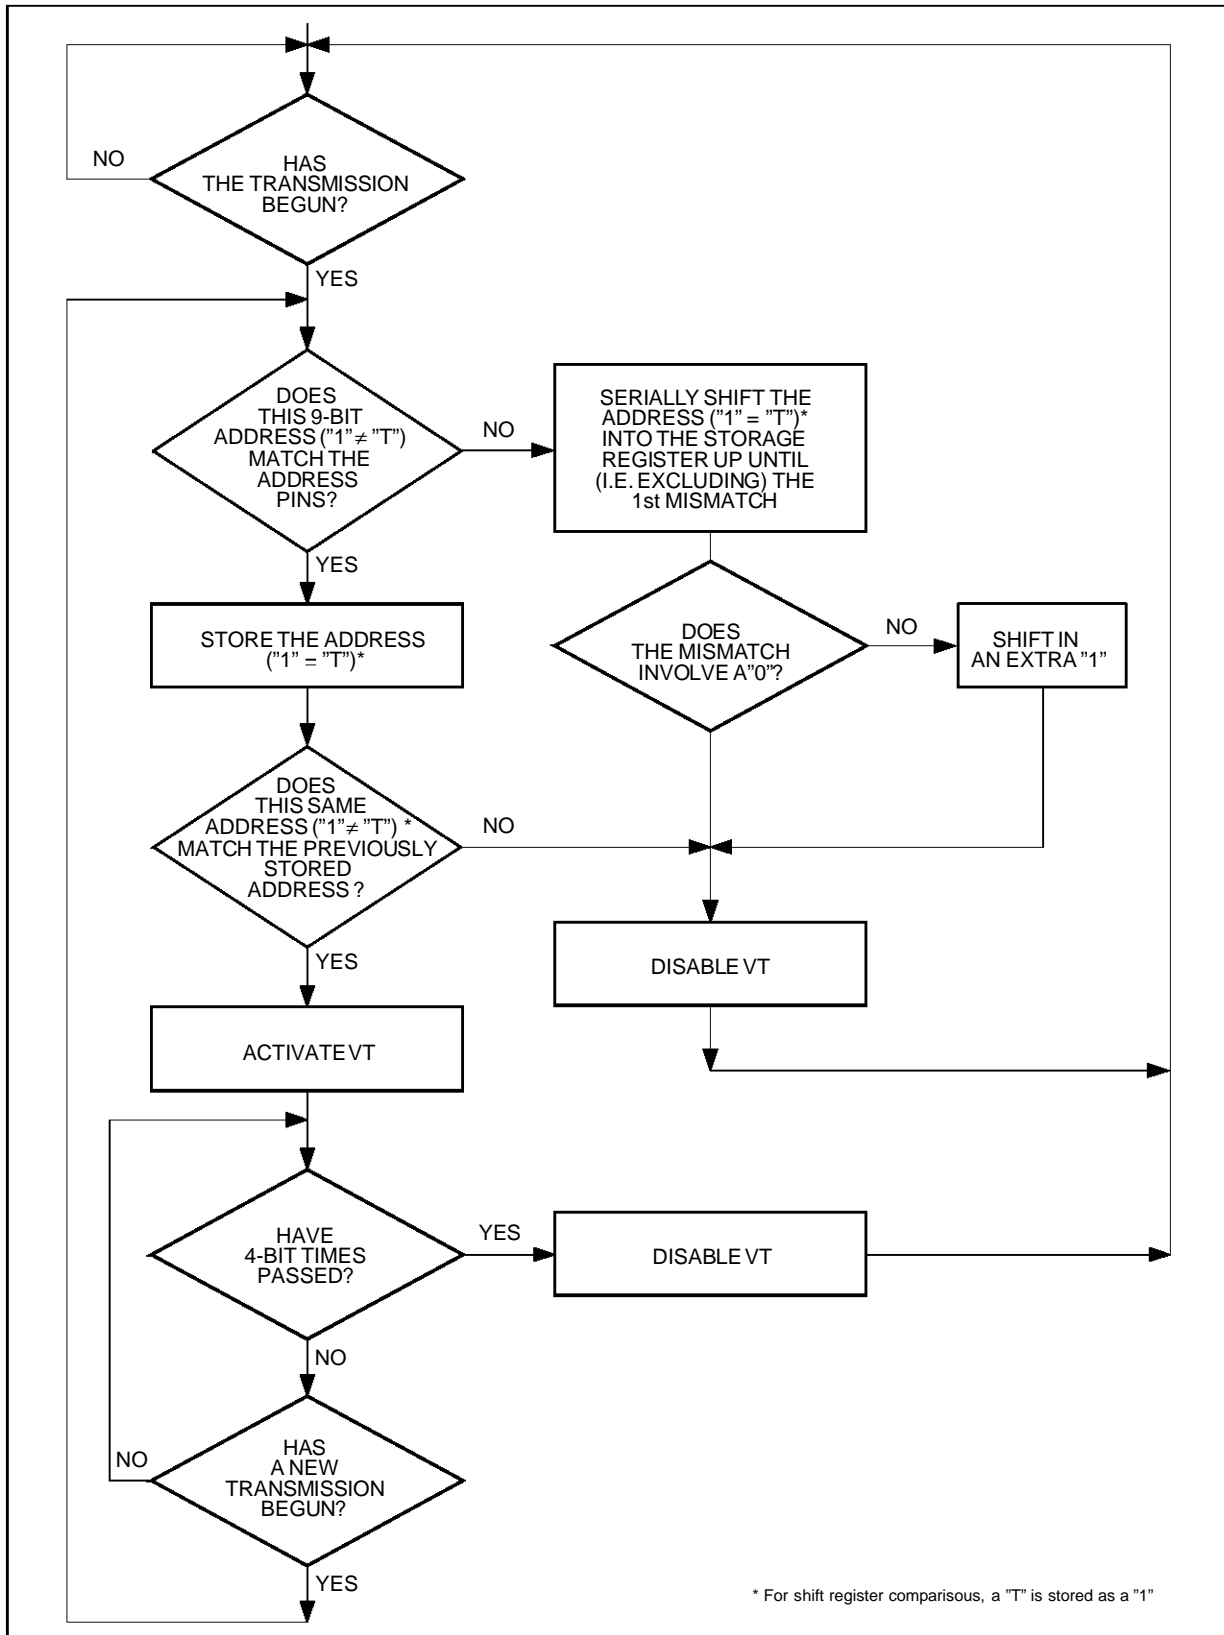 NO
HAS
THE TRANSMISSION
BEGUN?
YES
DOES
THIS 9-BIT
ADDRESS ("1" ≠ "T")
MATCH THE
ADDRESS
PINS?
NO
SERIALLY SHIFT THE
ADDRESS ("1" = "T")*
INTO THE STORAGE
REGISTER UP UNTIL
(I.E. EXCLUDING) THE
1st MISMATCH
YES
STORE THE ADDRESS
("1" = "T")*
DOES
THE MISMATCH
INVOLVE A"0"?
NO
SHIFT IN
AN EXTRA "1"
DOES
THIS SAME
ADDRESS ("1" ≠ "T") *
MATCH THE PREVIOUSLY
STORED
ADDRESS ?
NO
YES
DISABLE VT
ACTIVATE VT
HAVE
4-BIT TIMES
PASSED?
YES
DISABLE VT
NO
NO
HAS
A NEW
TRANSMISSION
BEGUN?
YES
* For shift register comparisous, a "T" is stored as a "1"